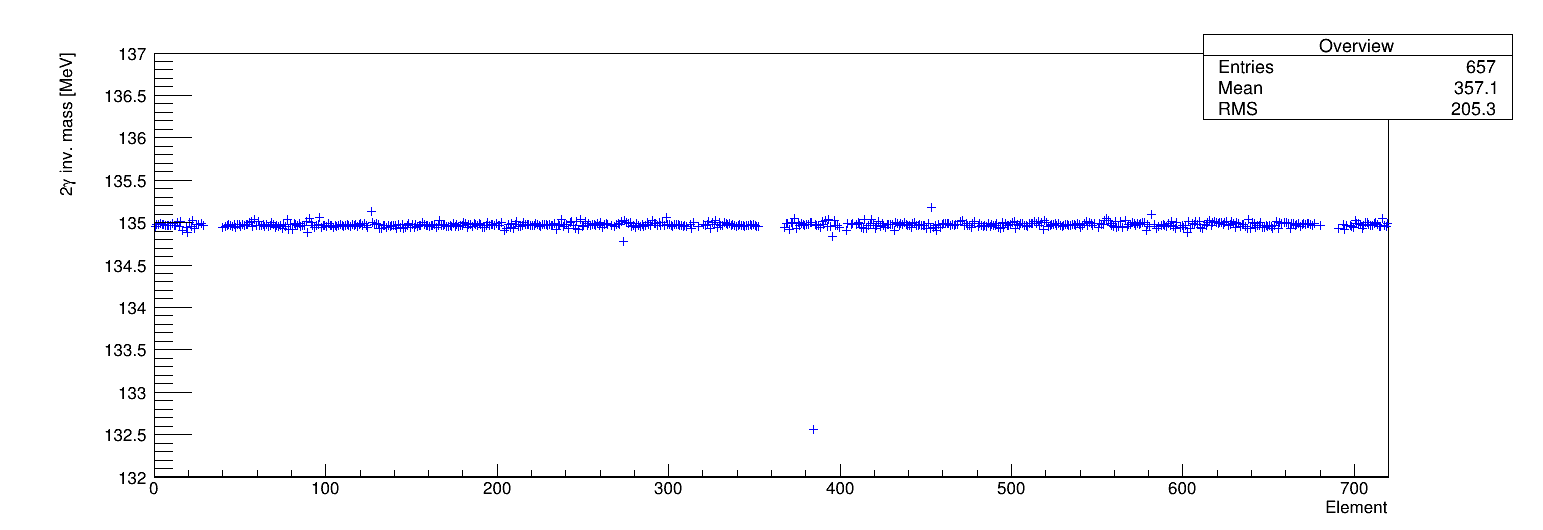 Overview
Entries 657
Mean 357.1
RMS 205.3
2γ inv. mass [MeV]
137
136.5
136
135.5
135
134.5
134
133.5
133
132.5
132
0 100 200 300 400 500 600 700
Element